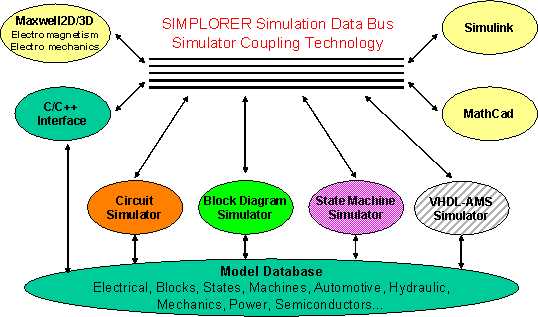 Maxwell2D/3D
Electromagnetism
Electro mechanics
SIMPLORER Simulation Data Bus
Simulator Coupling Technology
Simulink
C/C++
Interface
MathCad
Circuit
Simulator
Block Diagram
Simulator
State Machine
Simulator
VHDL-AMS
Simulator
Model Database
Electrical, Blocks, States, Machines, Automotive, Hydraulic,
Mechanics, Power, Semiconductors...